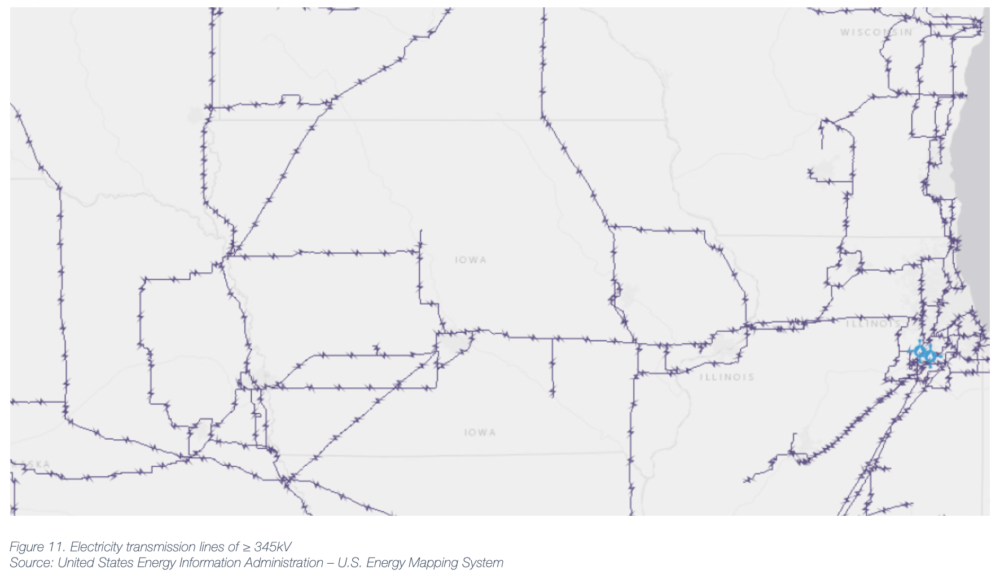 WISCONSIN
IOWA
ILLINOIS
ILLINOIS
IOWA
ASKA
Figure 11. Electricity transmission lines of ≥ 345kV
Source: United States Energy Information Administration – U.S. Energy Mapping System